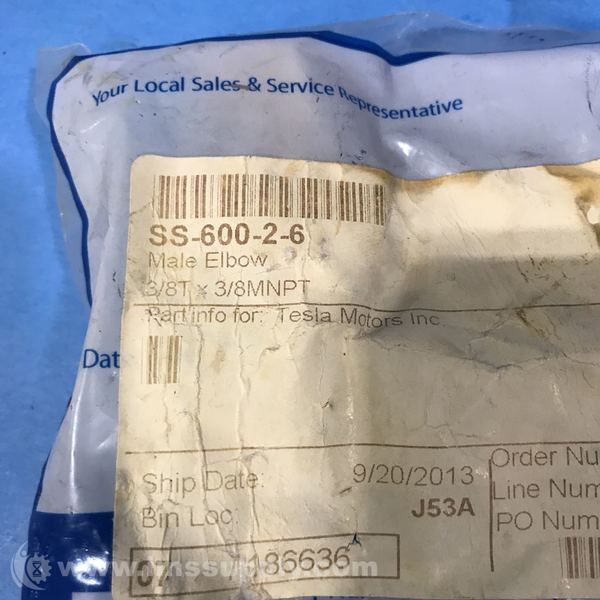 Your Local Sales & Service Representative
SS-600-2-6
Male Elbow
3/8T x 3/8MNPT
Part info for: Tesla Motors Inc.
Dat
Ship Date: 9/20/2013
Bin Loc: J53A
Order Nu
Line Num
PO Num
186636